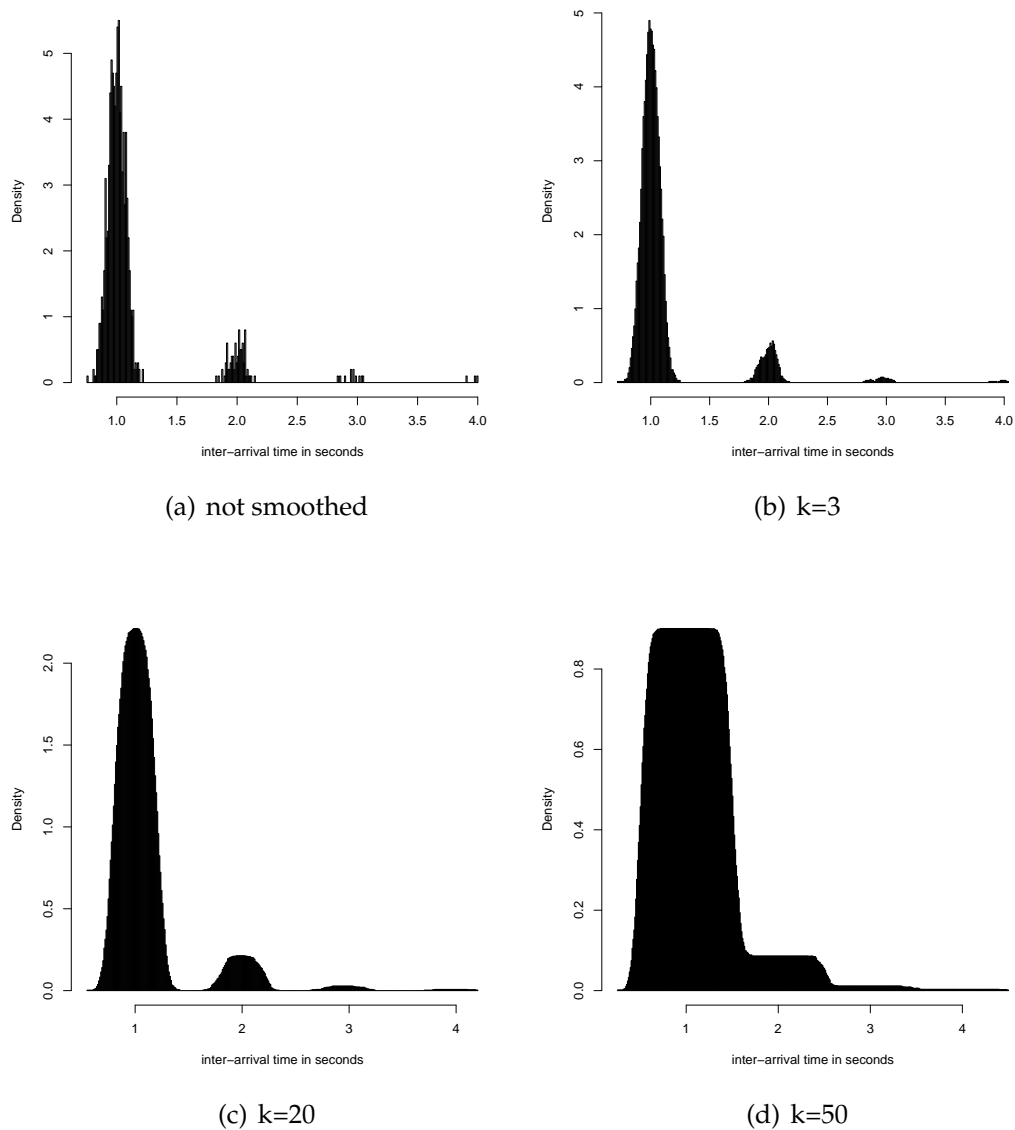 Density
5
4
3
2
1
0
1.0 1.5 2.0 2.5 3.0 3.5 4.0
inter−arrival time in seconds
(a) not smoothed
Density
5
4
3
2
1
0
1.0 1.5 2.0 2.5 3.0 3.5 4.0
inter−arrival time in seconds
(b) k=3
Density
2.0
1.5
1.0
0.5
0.0
1 2 3 4
inter−arrival time in seconds
(c) k=20
Density
0.8
0.6
0.4
0.2
0.0
1 2 3 4
inter−arrival time in seconds
(d) k=50